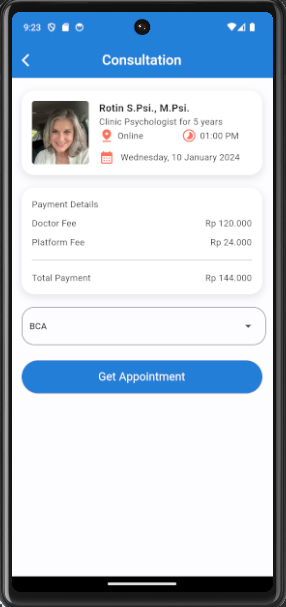 9:23
Consultation
Rotin S.Psi., M.Psi.
Clinic Psychologist for 5 years
Online 01:00 PM
Wednesday, 10 January 2024
Payment Details
Doctor Fee Rp 120.000
Platform Fee Rp 24.000
Total Payment Rp 144.000
BCA
Get Appointment